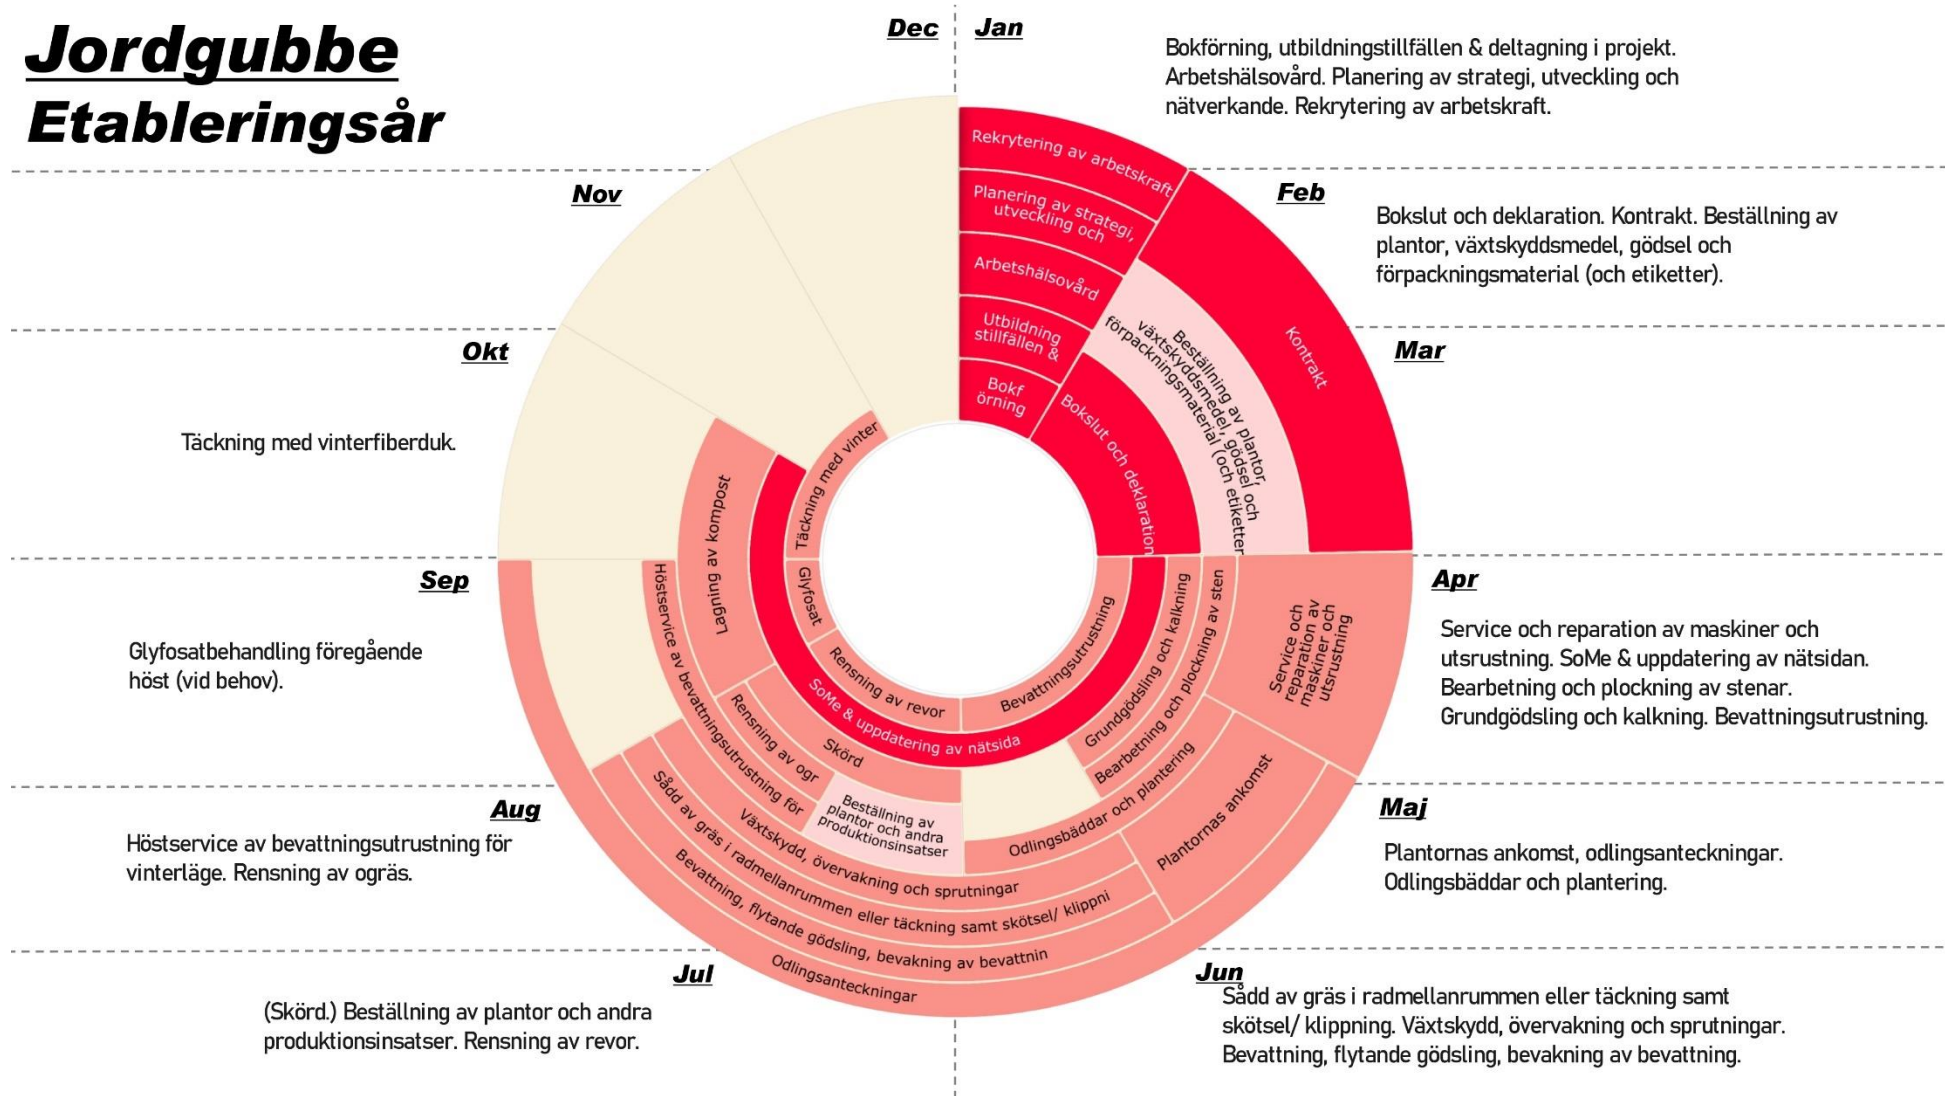 Jordgubbe
Etableringsår
Dec
Jan
Bokförning, utbildningstillfällen & deltagning i projekt.
Arbetshälsovård. Planering av strategi, utveckling och
nätverkande. Rekrytering av arbetskraft.
Feb
Bokslut och deklaration. Kontrakt. Beställning av
plantor, växtskyddsmedel, gödsel och
förpackningsmaterial (och etiketter).
Mar
Apr
Service och reparation av maskiner och
utsrustning. SoMe & uppdatering av nätsidan.
Bearbetning och plockning av stenar.
Grundgödsling och kalkning. Bevattningsutrustning.
Maj
Plantornas ankomst, odlingsanteckningar.
Odlingsbäddar och plantering.
Jun
Sådd av gräs i radmellanrummen eller täckning samt
skötsel/ klippning. Växtskydd, övervakning och sprutningar.
Bevattning, flytande gödsling, bevakning av bevattning.
Jul
(Skörd.) Beställning av plantor och andra
produktionsinsatser. Rensning av revor.
Aug
Höstservice av bevattningsutrustning för
vinterläge. Rensning av ogräs.
Sep
Glyfosatbehandling föregående
höst (vid behov).
Okt
Täckning med vinterfiberduk.
Nov
Rekrytering av arbetskraft
Planering av strategi,
utveckling och
Arbetshälsovård
Utbildning
stillfällen &
Bokf
örning
Kontrakt
Beställning av plantor,
växtskyddsmedel, gödsel och
förpackningsmaterial (och etiketter
Bokslut och deklaration
Service och
reparation av
maskiner och
utsrustning
Bearbetning och plockning av sten
Grundgödsling och kalkning
Bevattningsutrustning
Plantornas ankomst
Odlingsbäddar och plantering
SoMe & uppdatering av nätsida
Rensning av revor
Skörd
Beställning av
plantor och andra
produktionsinsatser
Rensning av ogr
Höstservice av bevattningsutrustning för
Växtskydd, övervakning och sprutningar
Sådd av gräs i radmellanrummen eller täckning samt skötsel/ klippni
Bevattning, flytande gödsling, bevakning av bevattnin
Odlingsanteckningar
Glyfosat
Lagning av kompost
Täckning med vinter